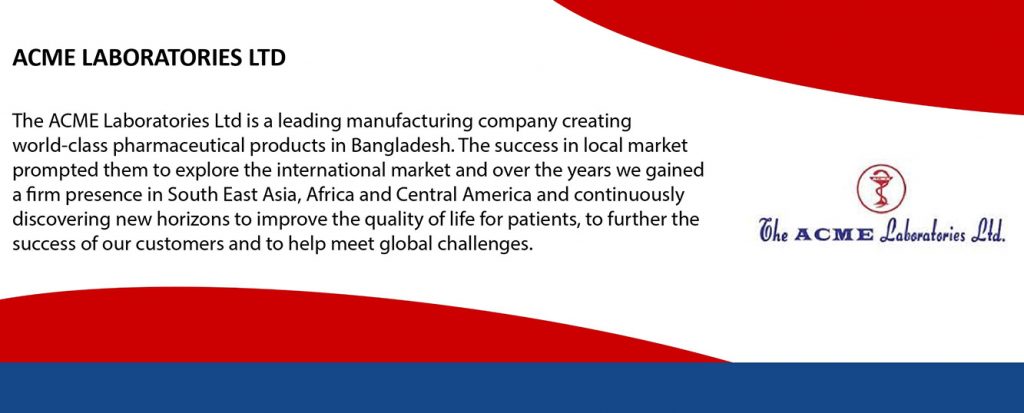 ACME LABORATORIES LTD
The ACME Laboratories Ltd is a leading manufacturing company creating
world-class pharmaceutical products in Bangladesh. The success in local market
prompted them to explore the international market and over the years we gained
a firm presence in South East Asia, Africa and Central America and continuously
discovering new horizons to improve the quality of life for patients, to further the
success of our customers and to help meet global challenges.
The ACME Laboratories Ltd.